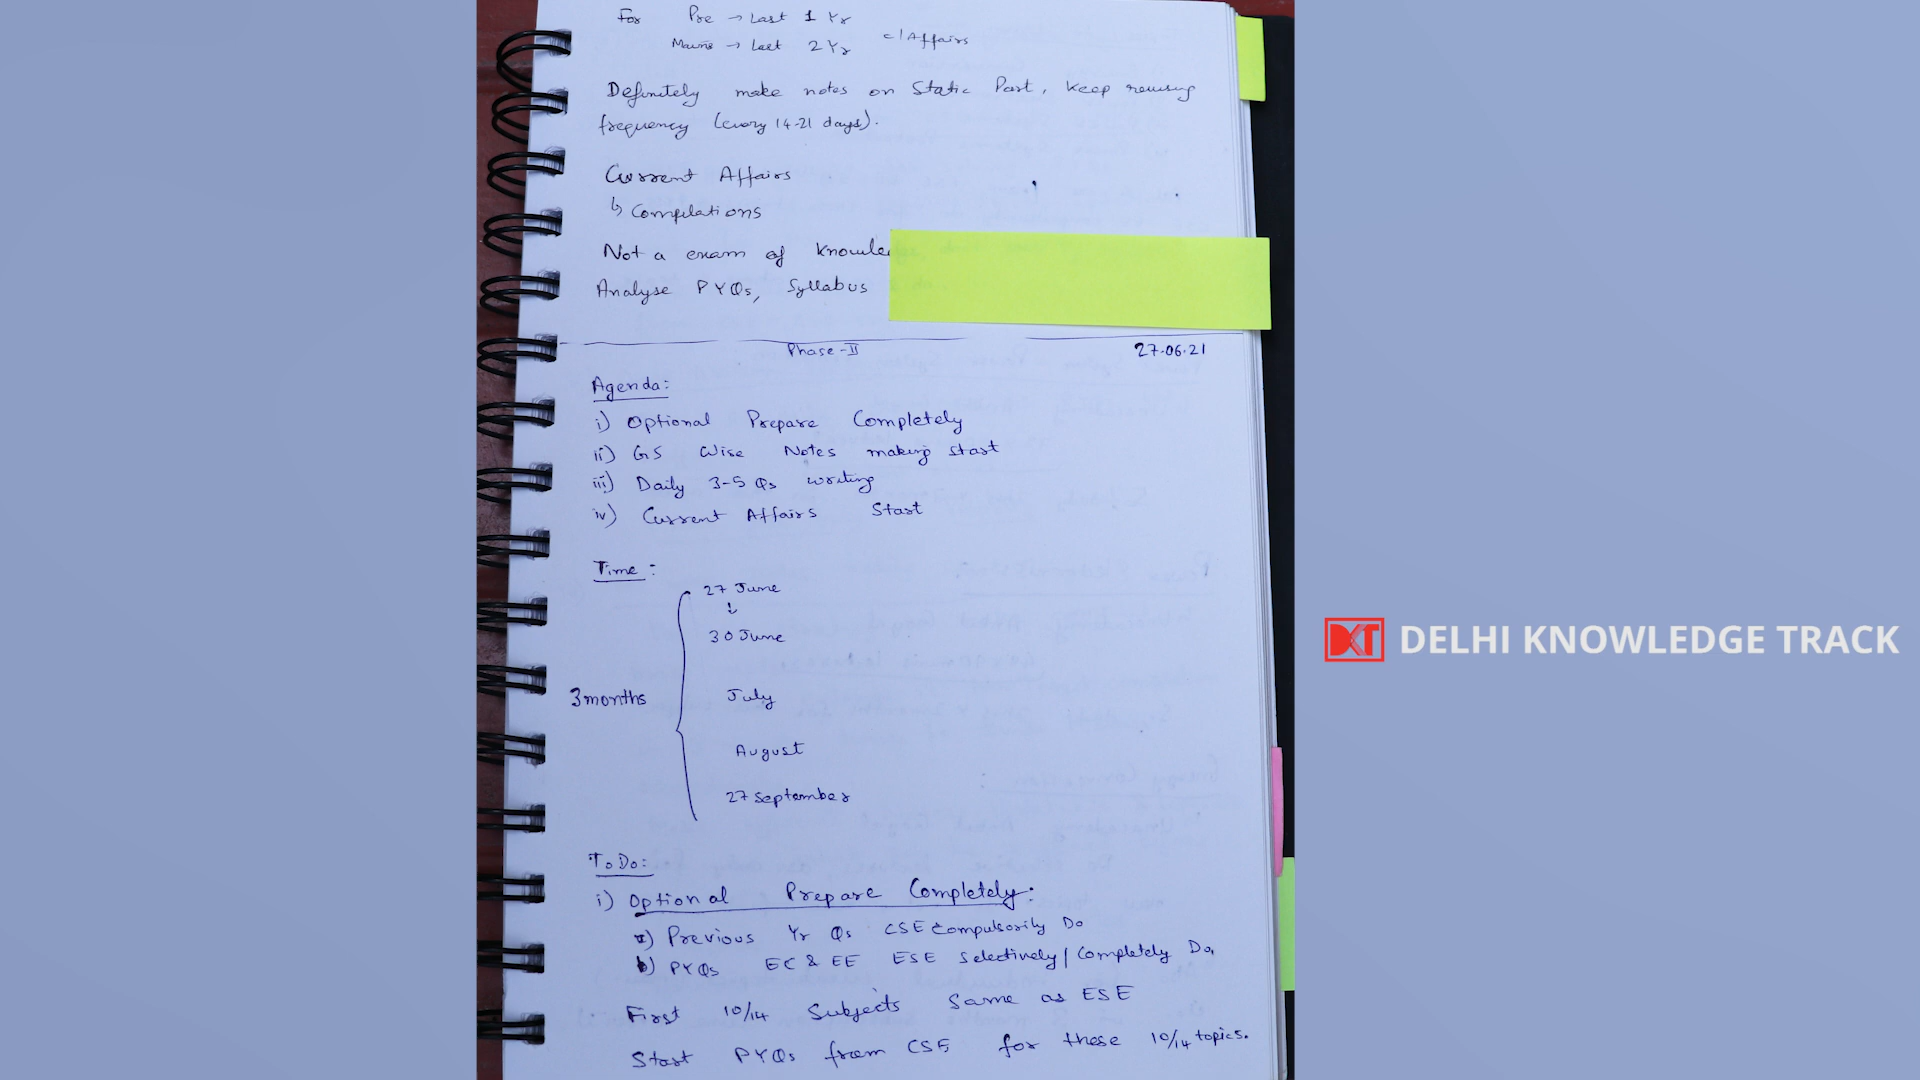 For Pre → Last 1 Yr
Mains → Last 2 Yr C/Affairs
Definitely make notes on Static Part, Keep revising
frequency (every 14-21 days).
Current Affairs
↳ Compilations
Not a exam of
Analyse PYQs, Syllabus
Phase-II 27.06.21
Agenda:
i) Optional Prepare Completely
ii) GS Wise Notes making start
iii) Daily 3-5 Qs writing
iv) Current Affairs Start
Time:
27 June
↓
30 June
3 months
July
August
27 September
ToDo:
i) Optional Prepare Completely:
a) Previous Yr Qs CSE Compulsorily Do
b) PYQs EC & EE ESE Selectively/Completely Do
First 10/14 Subjects Same as ESE
Start PYQs from CSE for these 10/14 topics.
DKT DELHI KNOWLEDGE TRACK